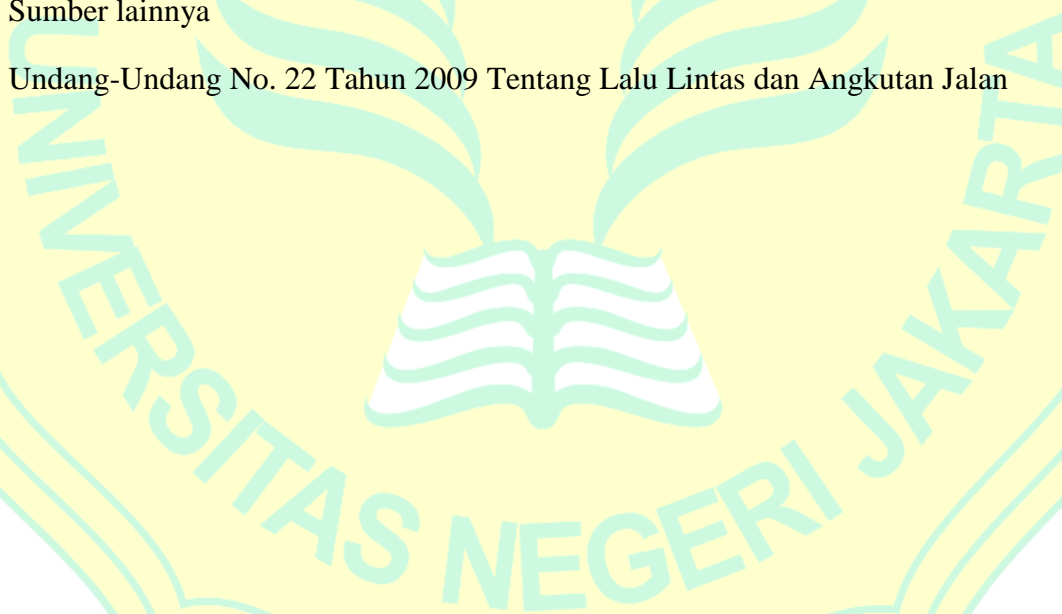 Sumber lainnya
Undang-Undang No. 22 Tahun 2009 Tentang Lalu Lintas dan Angkutan Jalan
UNIVERSITAS NEGERI JAKARTA